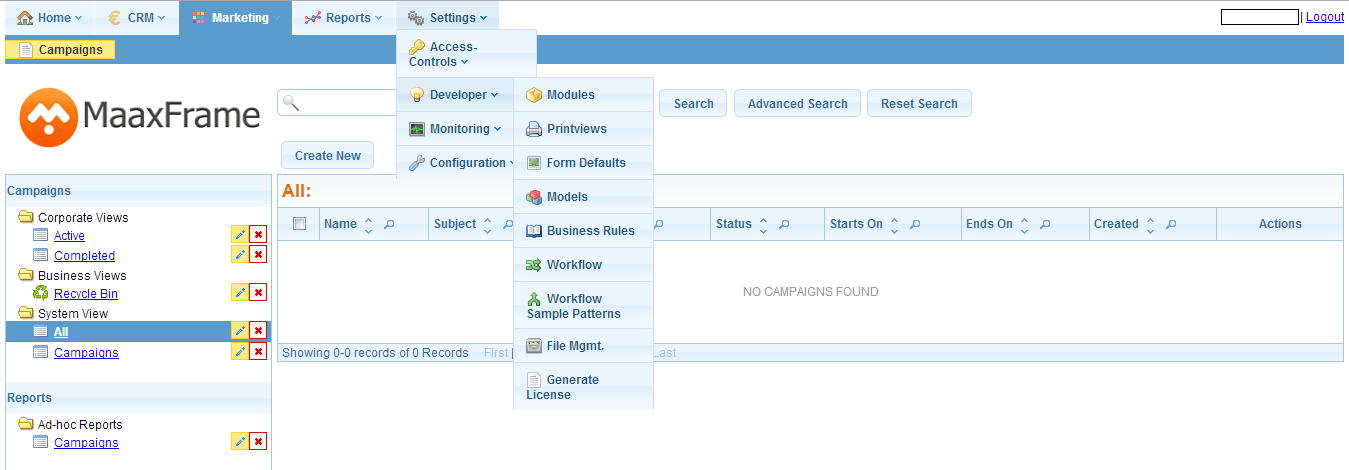 Home CRM Marketing Reports Settings | Logout
Campaigns
Access-
Controls
Developer
Monitoring
Configuration
Modules
Printviews
Form Defaults
Models
Business Rules
Workflow
Workflow
Sample Patterns
File Mgmt.
Generate
License
MaaxFrame
Search Advanced Search Reset Search
Create New
Campaigns
Corporate Views
Active
Completed
Business Views
Recycle Bin
System View
All
Campaigns
Reports
Ad-hoc Reports
Campaigns
All:
Name Subject Status Starts On Ends On Created Actions
NO CAMPAIGNS FOUND
Showing 0-0 records of 0 Records First | Last